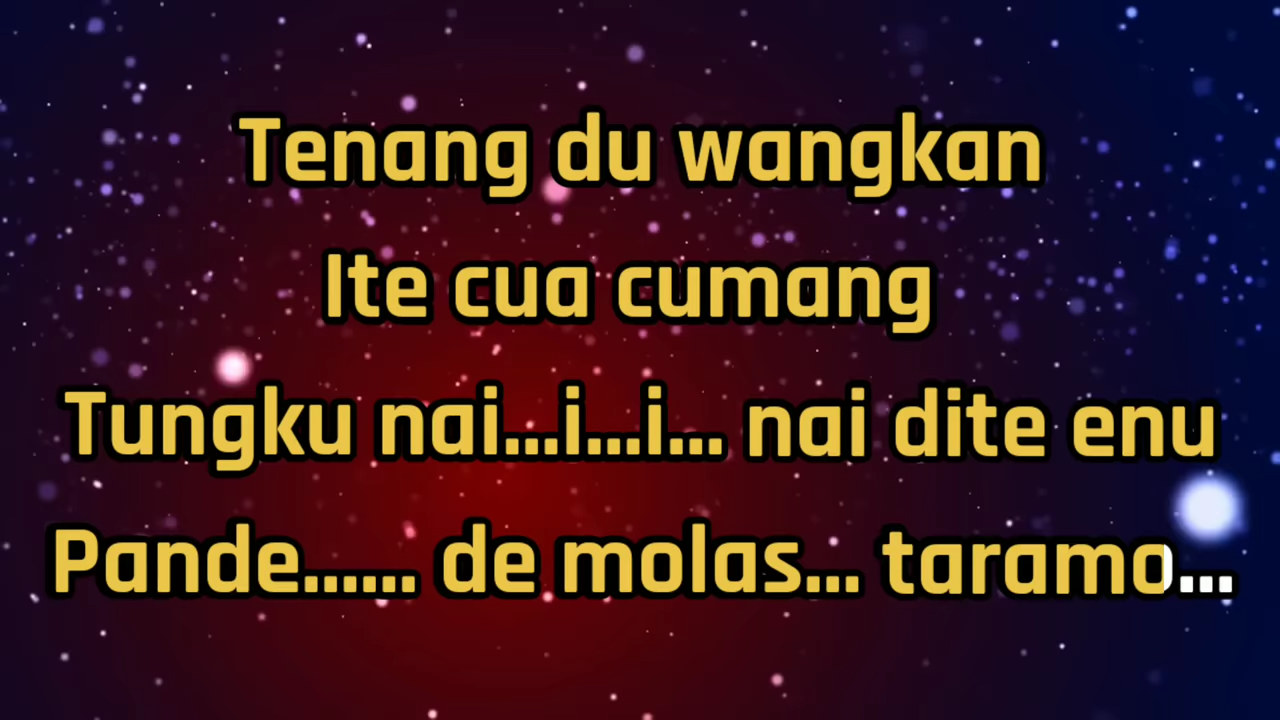 Tenang du wangkan
Ite cua cumang
Tungku nai...i...i... nai dite enu
Pande...... de molas... taramo...